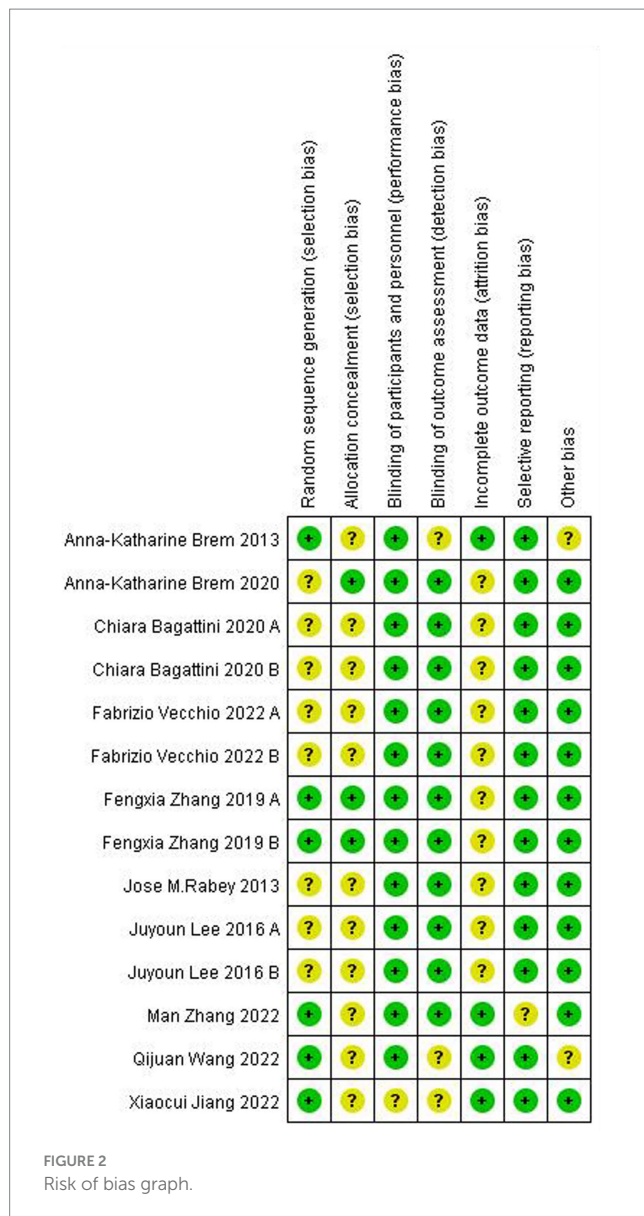 Random sequence generation (selection bias)
Allocation concealment (selection bias)
Blinding of participants and personnel (performance bias)
Blinding of outcome assessment (detection bias)
Incomplete outcome data (attrition bias)
Selective reporting (reporting bias)
Other bias
Anna-Katharine Brem 2013 + ? + ? + + ?
Anna-Katharine Brem 2020 ? + + + ? + +
Chiara Bagattini 2020 A ? ? + + ? + +
Chiara Bagattini 2020 B ? ? + + ? + +
Fabrizio Vecchio 2022 A ? ? + + ? + +
Fabrizio Vecchio 2022 B ? ? + + ? + +
Fengxia Zhang 2019 A + + + + ? + +
Fengxia Zhang 2019 B + + + + ? + +
Jose M.Rabey 2013 ? ? + + ? + +
Juyoun Lee 2016 A ? ? + + ? + +
Juyoun Lee 2016 B ? ? + + ? + +
Man Zhang 2022 + ? + + + ? +
Qijuan Wang 2022 + ? + ? + + ?
Xiaocui Jiang 2022 + ? ? ? + + +
FIGURE 2
Risk of bias graph.